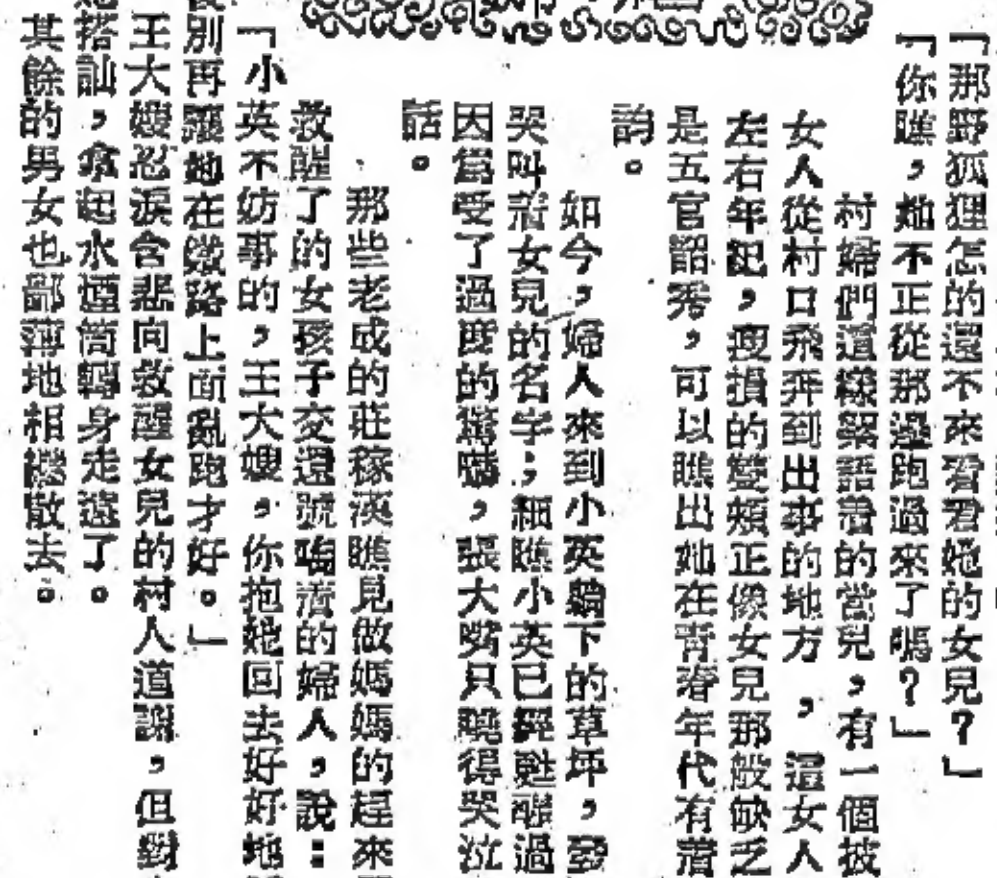 「那野狐狸怎的還不來看看她的女兒？」
「你瞧，她不正從那邊跑過來了嗎？」
村婦們這樣絮語着的當兒，有一個披
女人從村口飛奔到出事的地方，這女人
左右年紀，瘦損的雙頰正像女兒那般缺乏
是五官韶秀，可以瞧出她在靑春年代有着
韵。
如今，婦人來到小英躺下的草坪，
哭叫着女兒的名字；細瞧小英已經甦醒過
因爲受了過度的驚嚇，張大嘴只曉得哭泣
話。
那些老成的莊稼漢瞧見做媽媽的趕來
救醒了的女孩子交還號啕着的婦人，說：
「小英不妨事的，王大嫂，你抱她回去好好地
別再讓她在鐵路上面亂跑才好。」
王大嫂忍淚含悲向救醒女兒的村人道謝，但對
搭訕，拿起水煙筒轉身走遠了。
其餘的男女也鄙薄地相繼散去。